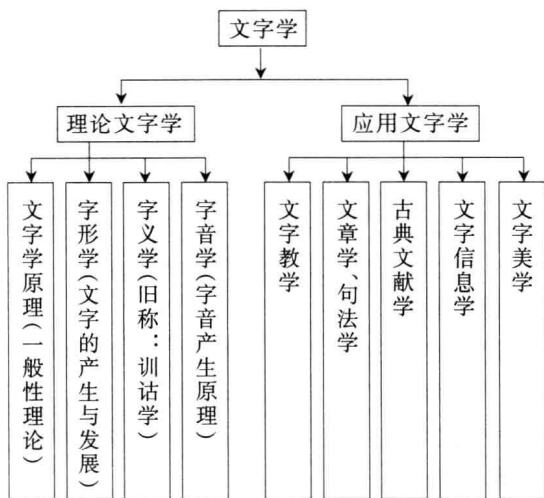 文字学
理论文字学
应用文字学
文字学原理(一般性理论)
字形学(文字的产生与发展)
字义学(旧称：训诂学)
字音学(字音产生原理)
文字教学
文章学、句法学
古典文献学
文字信息学
文字美学